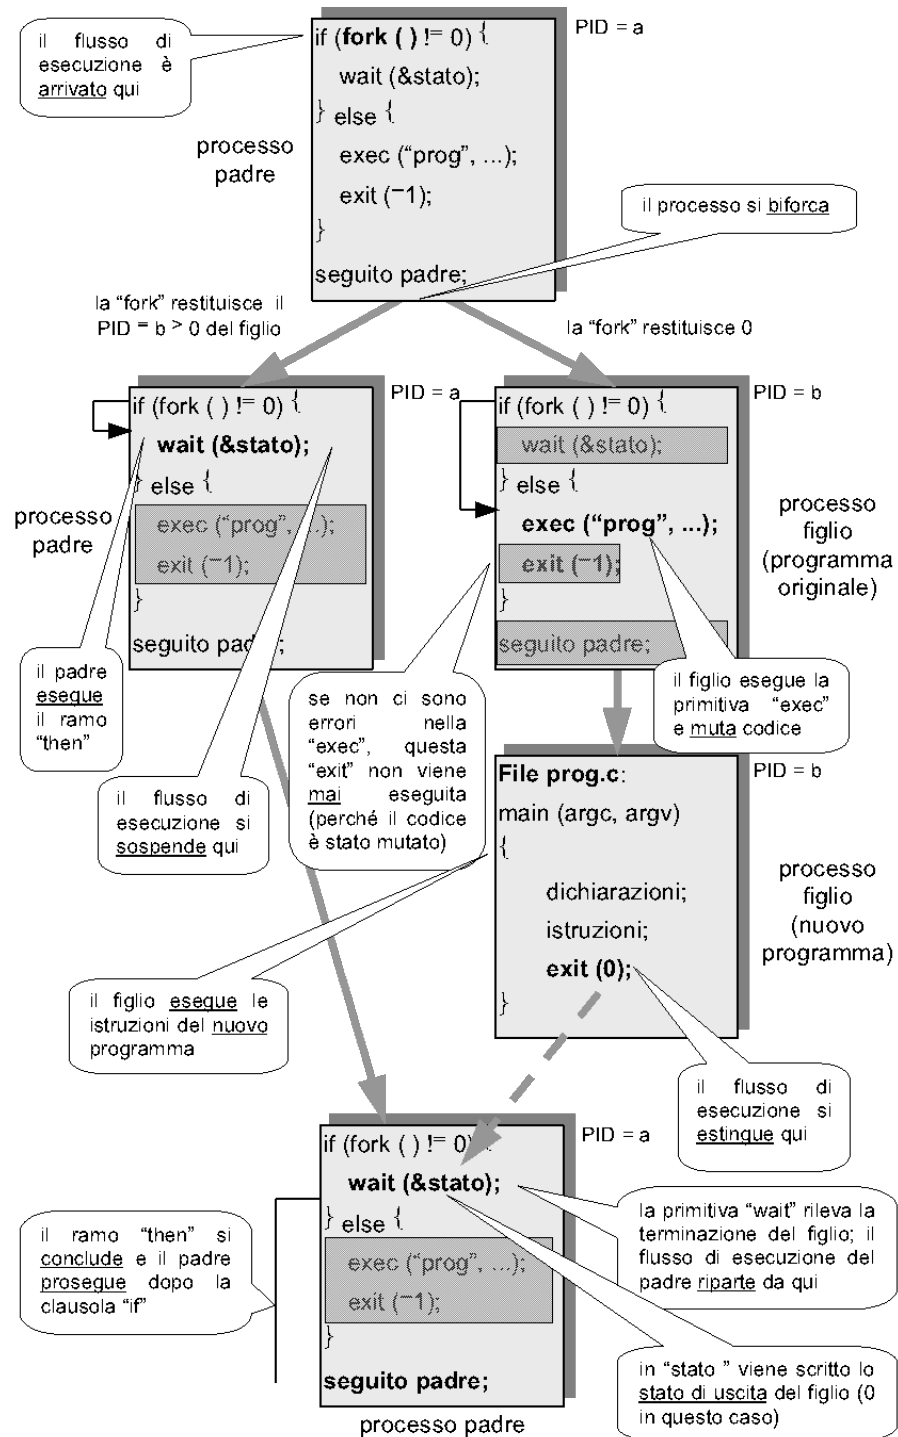 il flusso di
esecuzione è
arrivato qui
if (fork ( ) != 0) {
wait (&stato);
} else {
exec (“prog”, ...);
exit (–1);
}
seguito padre;
PID = a
processo
padre
il processo si biforca
la “fork” restituisce il
PID = b > 0 del figlio
la “fork” restituisce 0
if (fork ( ) != 0) {
wait (&stato);
} else {
exec (“prog”, ...);
exit (–1);
}
seguito padre;
PID = a
processo
padre
if (fork ( ) != 0) {
wait (&stato);
} else {
exec (“prog”, ...);
exit (–1);
}
seguito padre;
PID = b
processo
figlio
(programma
originale)
il padre
esegue
il ramo
“then”
il flusso di
esecuzione si
sospende qui
se non ci sono
errori nella
“exec”, questa
“exit” non viene
mai eseguita
(perché il codice
è stato mutato)
il figlio esegue la
primitiva “exec”
e muta codice
File prog.c:
main (argc, argv)
{
dichiarazioni;
istruzioni;
exit (0);
}
PID = b
processo
figlio
(nuovo
programma)
il figlio esegue le
istruzioni del nuovo
programma
il flusso di
esecuzione si
estingue qui
if (fork ( ) != 0) {
wait (&stato);
} else {
exec (“prog”, ...);
exit (–1);
}
seguito padre;
PID = a
processo padre
il ramo “then” si
conclude e il padre
prosegue dopo la
clausola “if”
la primitiva “wait” rileva la
terminazione del figlio; il
flusso di esecuzione del
padre riparte da qui
in “stato ” viene scritto lo
stato di uscita del figlio (0
in questo caso)